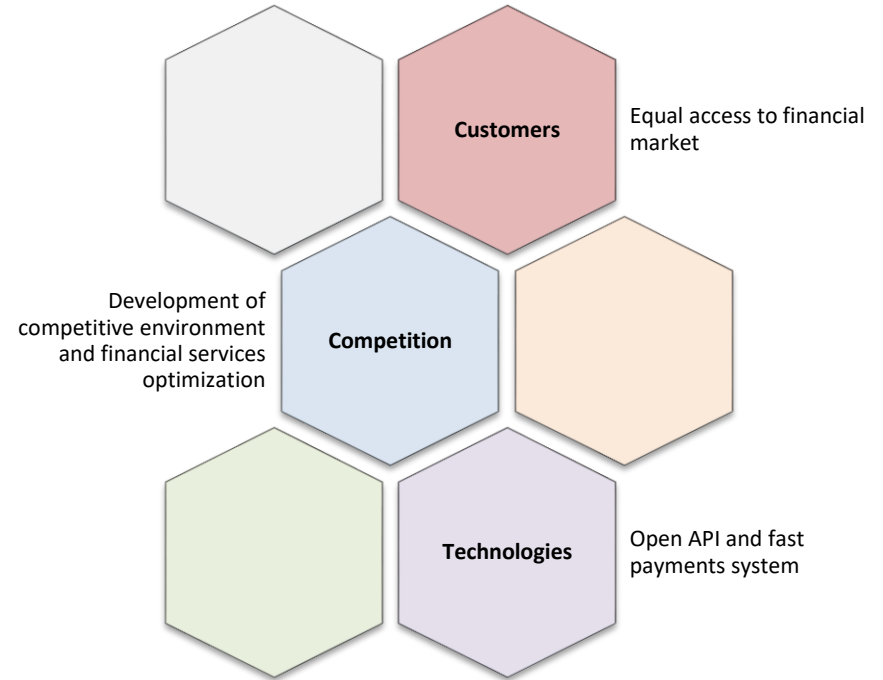 Customers
Equal access to financial
market
Development of
competitive environment
and financial services
optimization
Competition
Technologies
Open API and fast
payments system